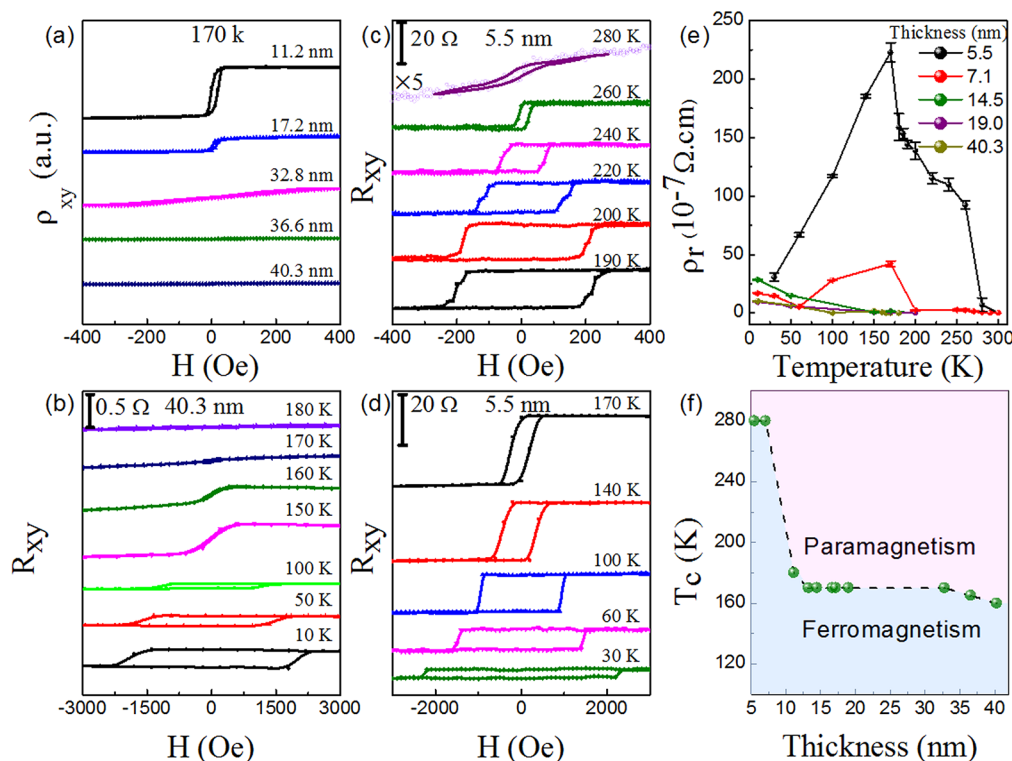 (a)
170 k
11.2 nm
17.2 nm
32.8 nm
36.6 nm
40.3 nm
ρxy (a.u.)
-400 0 400
H (Oe)
(c)
20 Ω 5.5 nm
280 K
×5
260 K
240 K
220 K
200 K
190 K
Rxy
-400 -200 0 200 400
H (Oe)
(e)
Thickness (nm)
5.5
7.1
14.5
19.0
40.3
250
200
150
100
50
0
ρr (10-7Ω.cm)
0 50 100 150 200 250 300
Temperature (K)
(b)
0.5 Ω 40.3 nm
180 K
170 K
160 K
150 K
100 K
50 K
10 K
Rxy
-3000 -1500 0 1500 3000
H (Oe)
(d)
20 Ω 5.5 nm
170 K
140 K
100 K
60 K
30 K
Rxy
-2000 0 2000
H (Oe)
(f)
280
240
200
160
120
Tc (K)
Paramagnetism
Ferromagnetism
5 10 15 20 25 30 35 40
Thickness (nm)